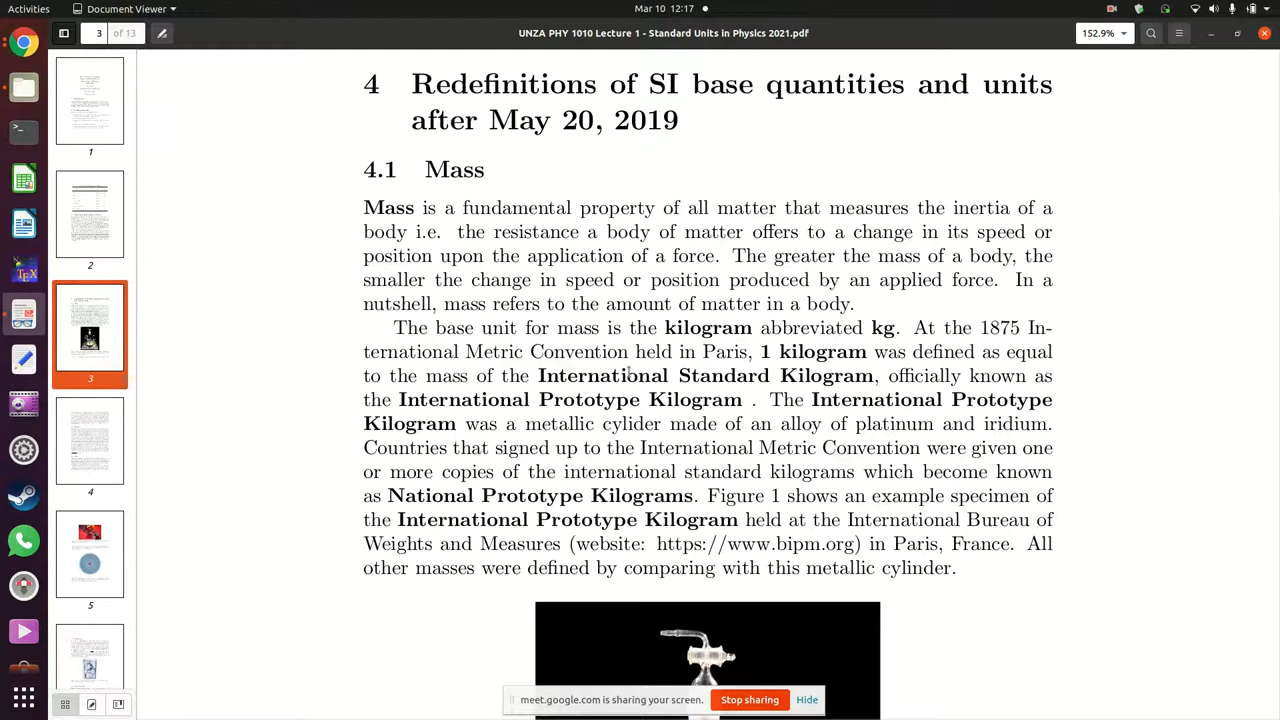 Activities
Document Viewer
Mar 10 12:17
3
of 13
UNZA PHY 1010 Lecture 1 - Standard Units in Physics 2021.pdf
152.9%
4 Redefinitions of SI base quantities and units
after May 20, 2019
4.1 Mass
Mass is a fundamental property of all matter that measures the inertia of a
body i.e. the reisistance a body of matter offers to a change in its speed or
position upon the application of a force. The greater the mass of a body, the
smaller the change in speed or position produced by an applied force. In a
nutshell, mass refers to the amount of matter in a body.
The base unit for mass is the kilogram abbreviated kg. At the 1875 In-
ternational Metric Convention held in Paris, 1 kilogram was defined as equal
to the mass of the International Standard Kilogram, officially known as
the International Prototype Kilogram . The International Prototype
Kilogram was a metallic cylider made of an alloy of platinum and iridium.
Countries that signed up to the International Metric Convention were given one
or more copies of the international standard kilograms which become known
as National Prototype Kilograms. Figure 1 shows an example specimen of
the International Prototype Kilogram held at the International Bureau of
Weights and Measures (website: https://www.bipm.org) in Paris, France. All
other masses were defined by comparing with this metallic cylinder.
1
2
3
4
5
TEX
meet.google.com is sharing your screen.
Stop sharing
Hide